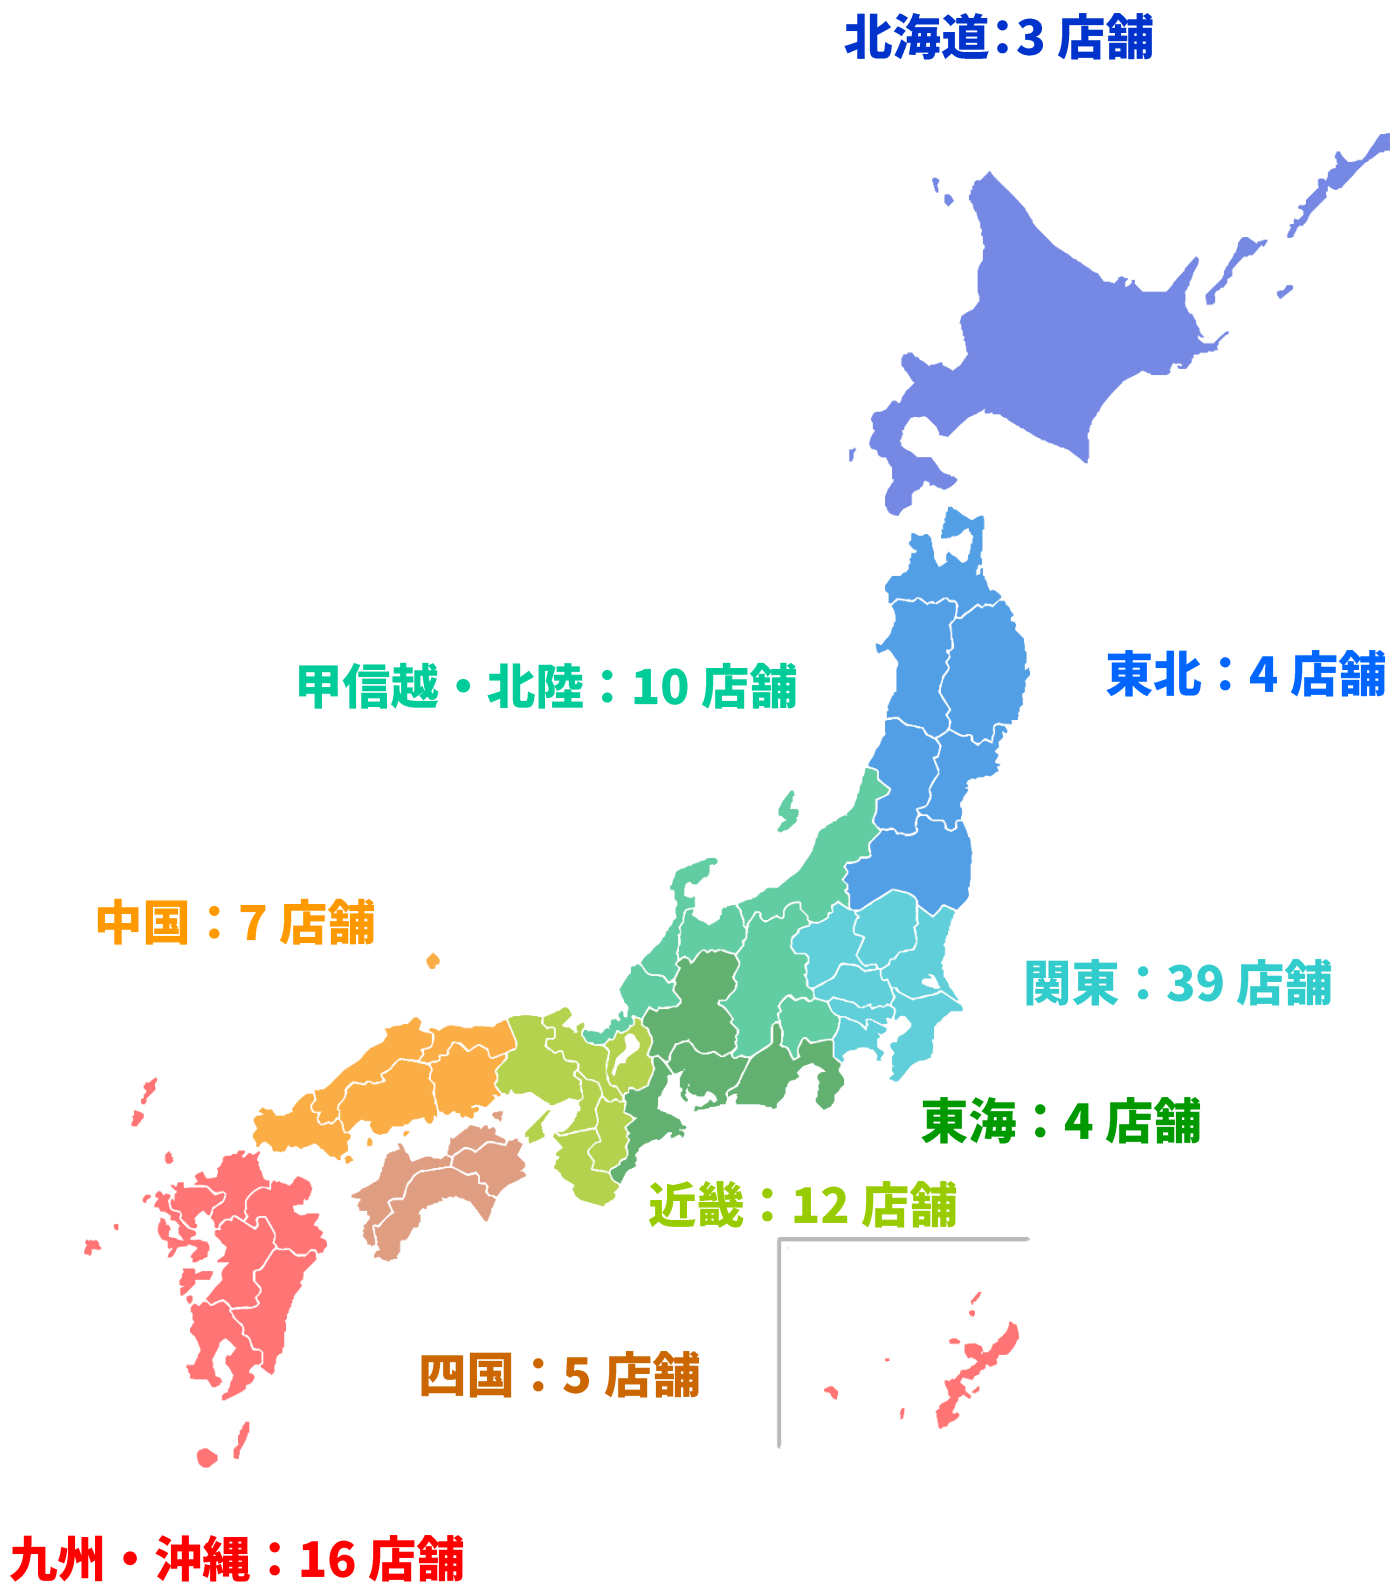 北海道:3 店舗
東北：4 店舗
甲信越・北陸：10 店舗
中国：7 店舗
関東：39 店舗
東海：4 店舗
近畿：12 店舗
四国：5 店舗
九州・沖縄：16 店舗